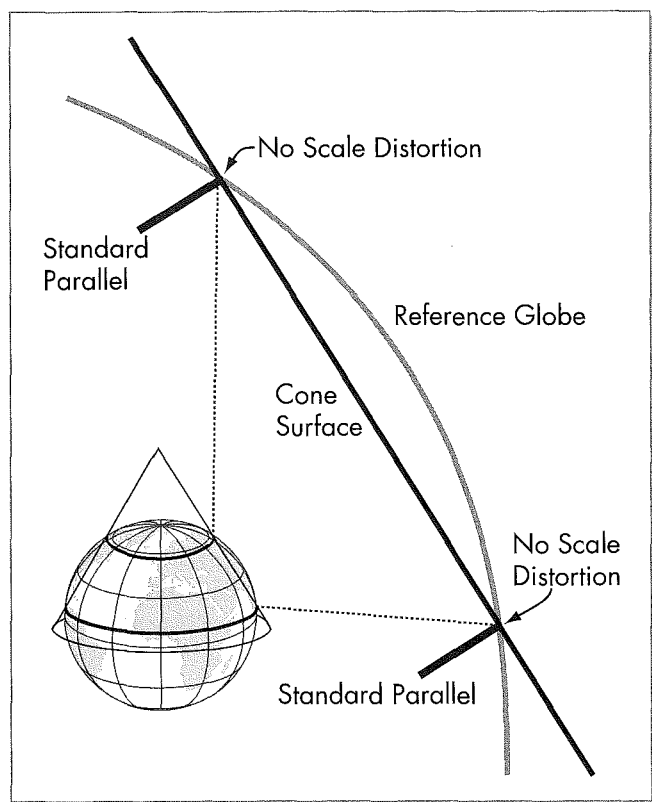 No Scale Distortion
Standard
Parallel
Reference Globe
Cone
Surface
No Scale
Distortion
Standard Parallel